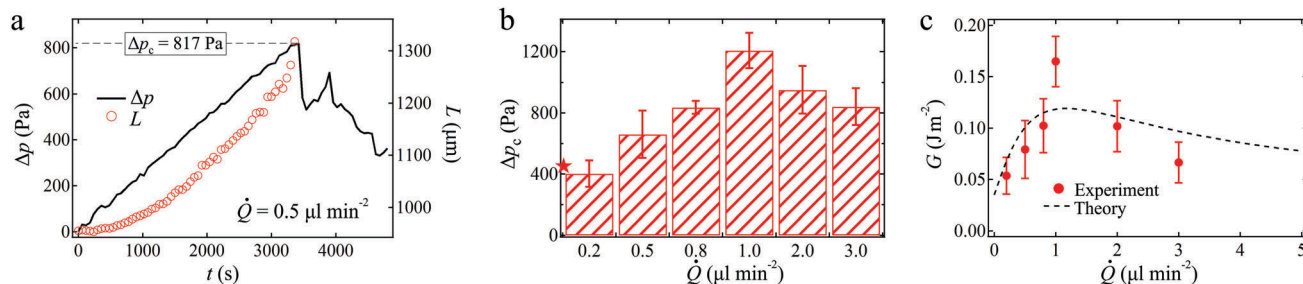 a
Δp_c = 817 Pa
Δp
L
Q̇ = 0.5 µl min⁻²
800
600
400
200
0
Δp (Pa)
1300
1200
1100
1000
L (µm)
0 1000 2000 3000 4000
t (s)
b
1200
800
400
0
Δp_c (Pa)
0.2 0.5 0.8 1.0 2.0 3.0
Q̇ (µl min⁻²)
c
0.20
0.15
0.10
0.05
0.00
G (J m⁻²)
Experiment
Theory
0 1 2 3 4 5
Q̇ (µl min⁻²)